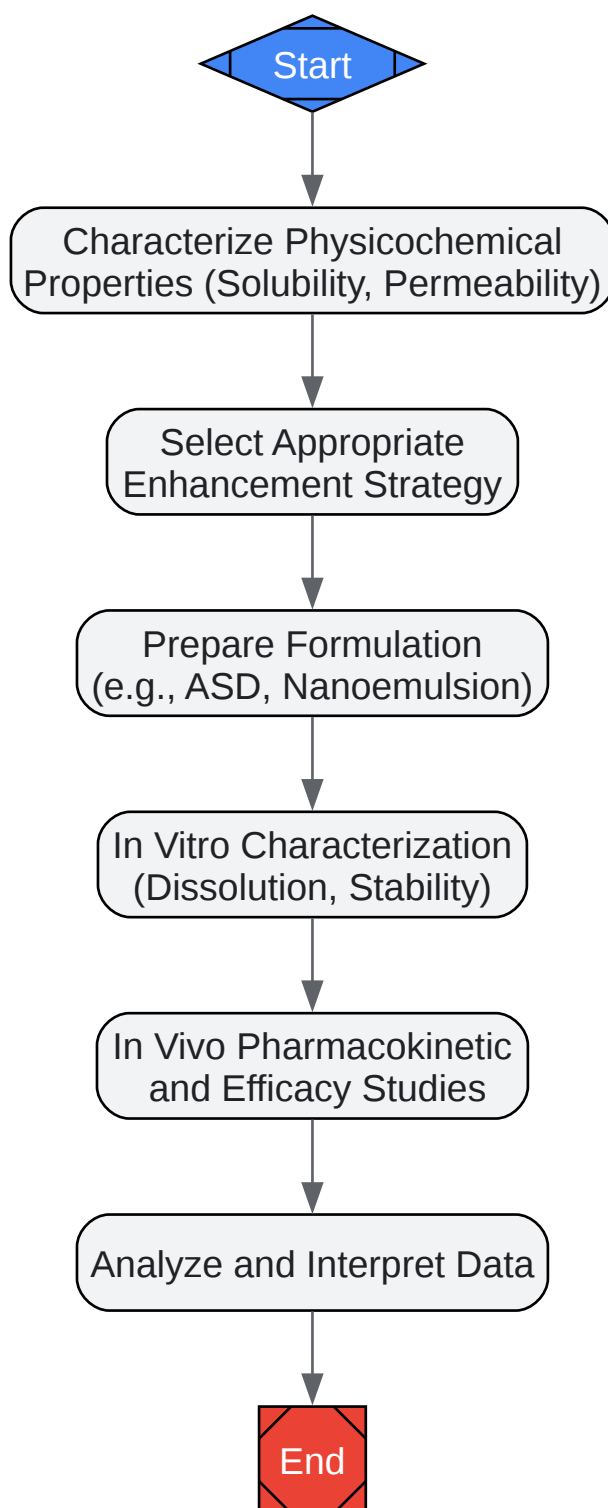 Start
Characterize Physicochemical
Properties (Solubility, Permeability)
Select Appropriate
Enhancement Strategy
Prepare Formulation
(e.g., ASD, Nanoemulsion)
In Vitro Characterization
(Dissolution, Stability)
In Vivo Pharmacokinetic
and Efficacy Studies
Analyze and Interpret Data
End